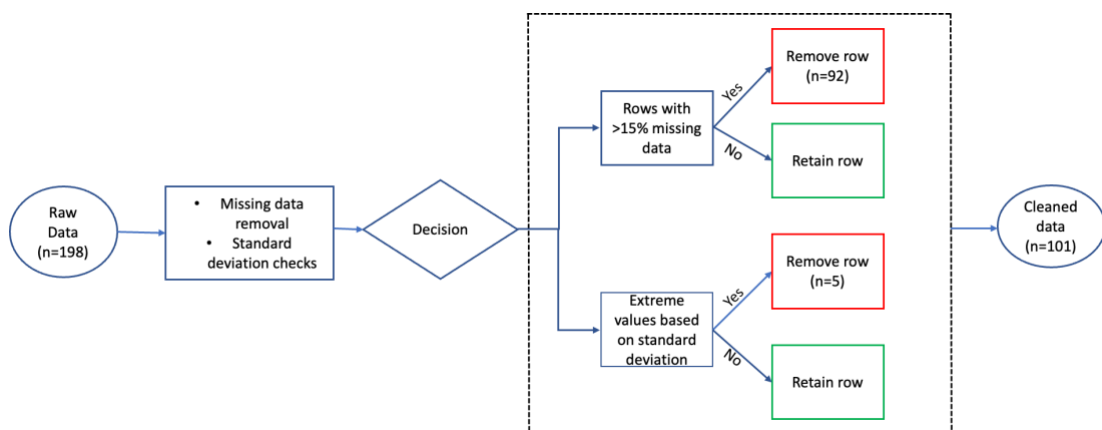 Raw
Data
(n=198)
• Missing data
removal
• Standard
deviation checks
Decision
Rows with
>15% missing
data
Yes
No
Remove row
(n=92)
Retain row
Extreme
values based
on standard
deviation
Yes
No
Remove row
(n=5)
Retain row
Cleaned
data
(n=101)